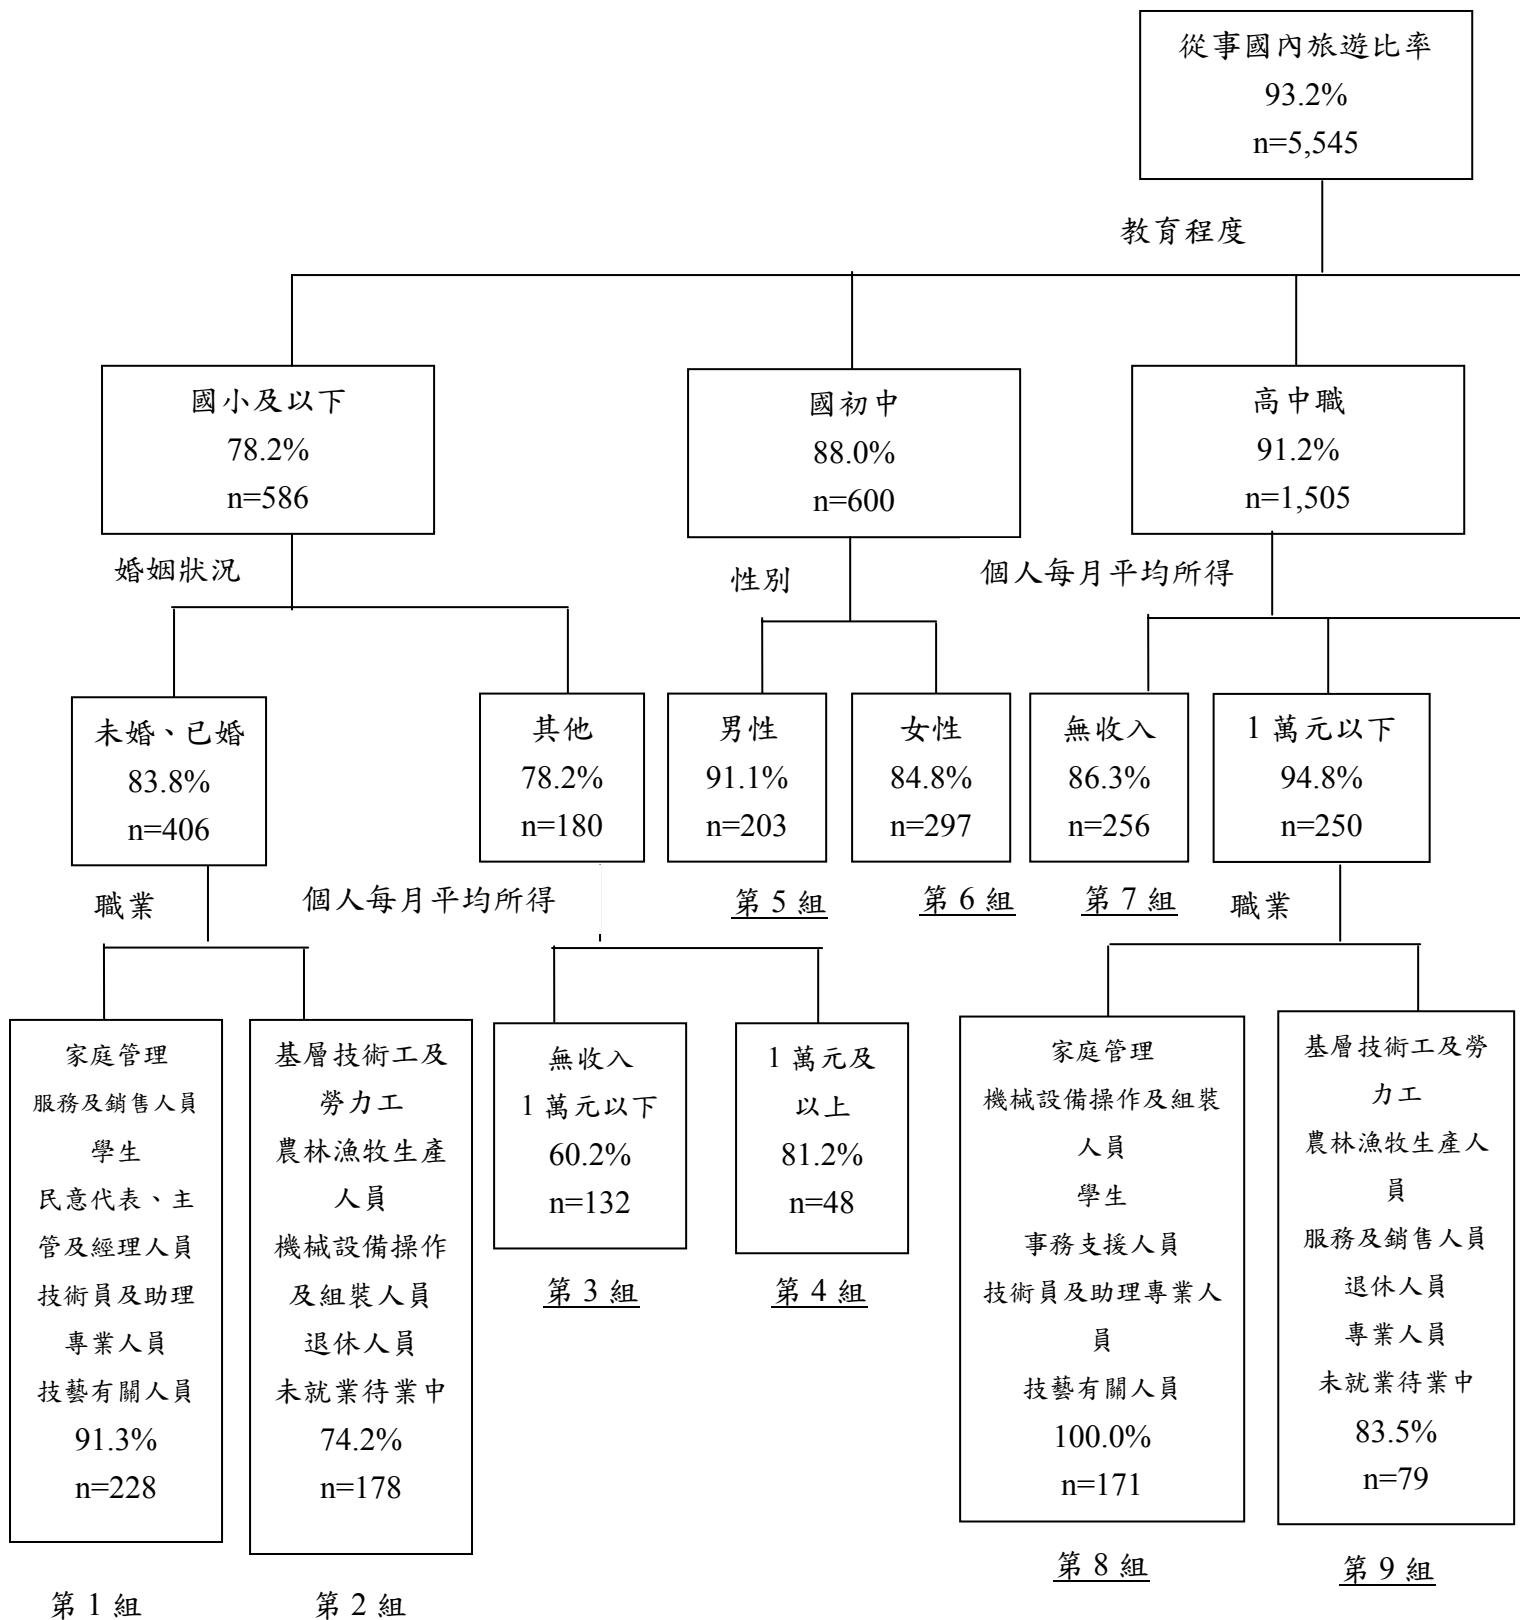 從事國內旅遊比率
93.2%
n=5,545
教育程度
國小及以下
78.2%
n=586
國初中
88.0%
n=600
高中職
91.2%
n=1,505
婚姻狀況
性別
個人每月平均所得
未婚、已婚
83.8%
n=406
其他
78.2%
n=180
男性
91.1%
n=203
女性
84.8%
n=297
無收入
86.3%
n=256
1 萬元以下
94.8%
n=250
職業
個人每月平均所得
第 5 組
第 6 組
第 7 組
職業
家庭管理
服務及銷售人員
學生
民意代表、主
管及經理人員
技術員及助理
專業人員
技藝有關人員
91.3%
n=228
基層技術工及
勞力工
農林漁牧生產
人員
機械設備操作
及組裝人員
退休人員
未就業待業中
74.2%
n=178
無收入
1 萬元以下
60.2%
n=132
1 萬元及
以上
81.2%
n=48
家庭管理
機械設備操作及組裝
人員
學生
事務支援人員
技術員及助理專業人
員
技藝有關人員
100.0%
n=171
基層技術工及勞
力工
農林漁牧生產人
員
服務及銷售人員
退休人員
專業人員
未就業待業中
83.5%
n=79
第 3 組
第 4 組
第 8 組
第 9 組
第 1 組
第 2 組